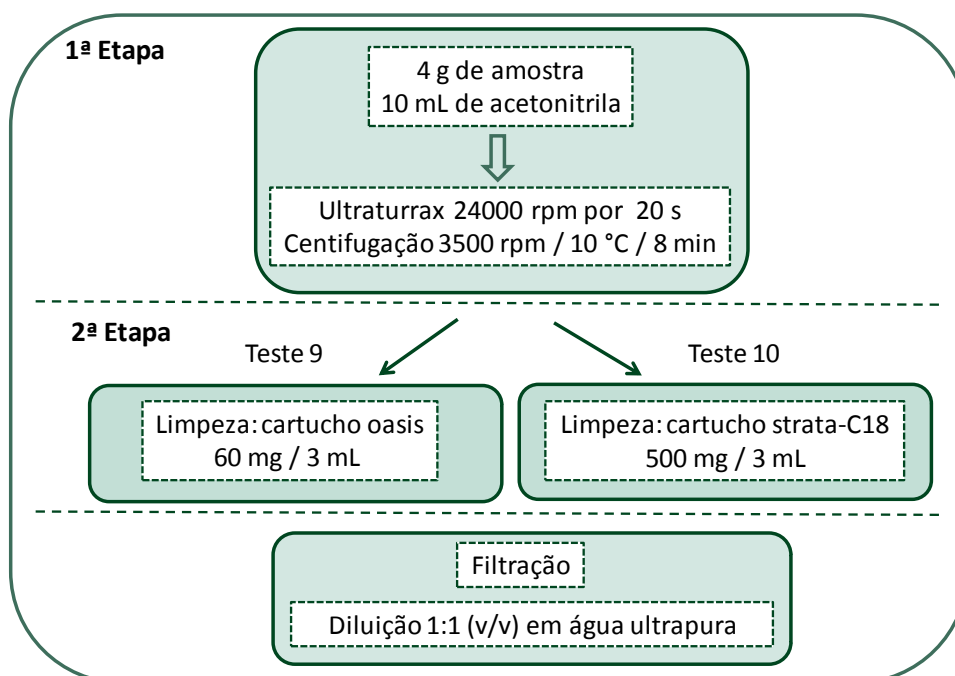 1ª Etapa
4 g de amostra
10 mL de acetonitrila
Ultraturrax 24000 rpm por 20 s
Centifugação 3500 rpm / 10 °C / 8 min
2ª Etapa
Teste 9
Teste 10
Limpeza: cartucho oasis
60 mg / 3 mL
Limpeza: cartucho strata-C18
500 mg / 3 mL
Filtração
Diluição 1:1 (v/v) em água ultrapura